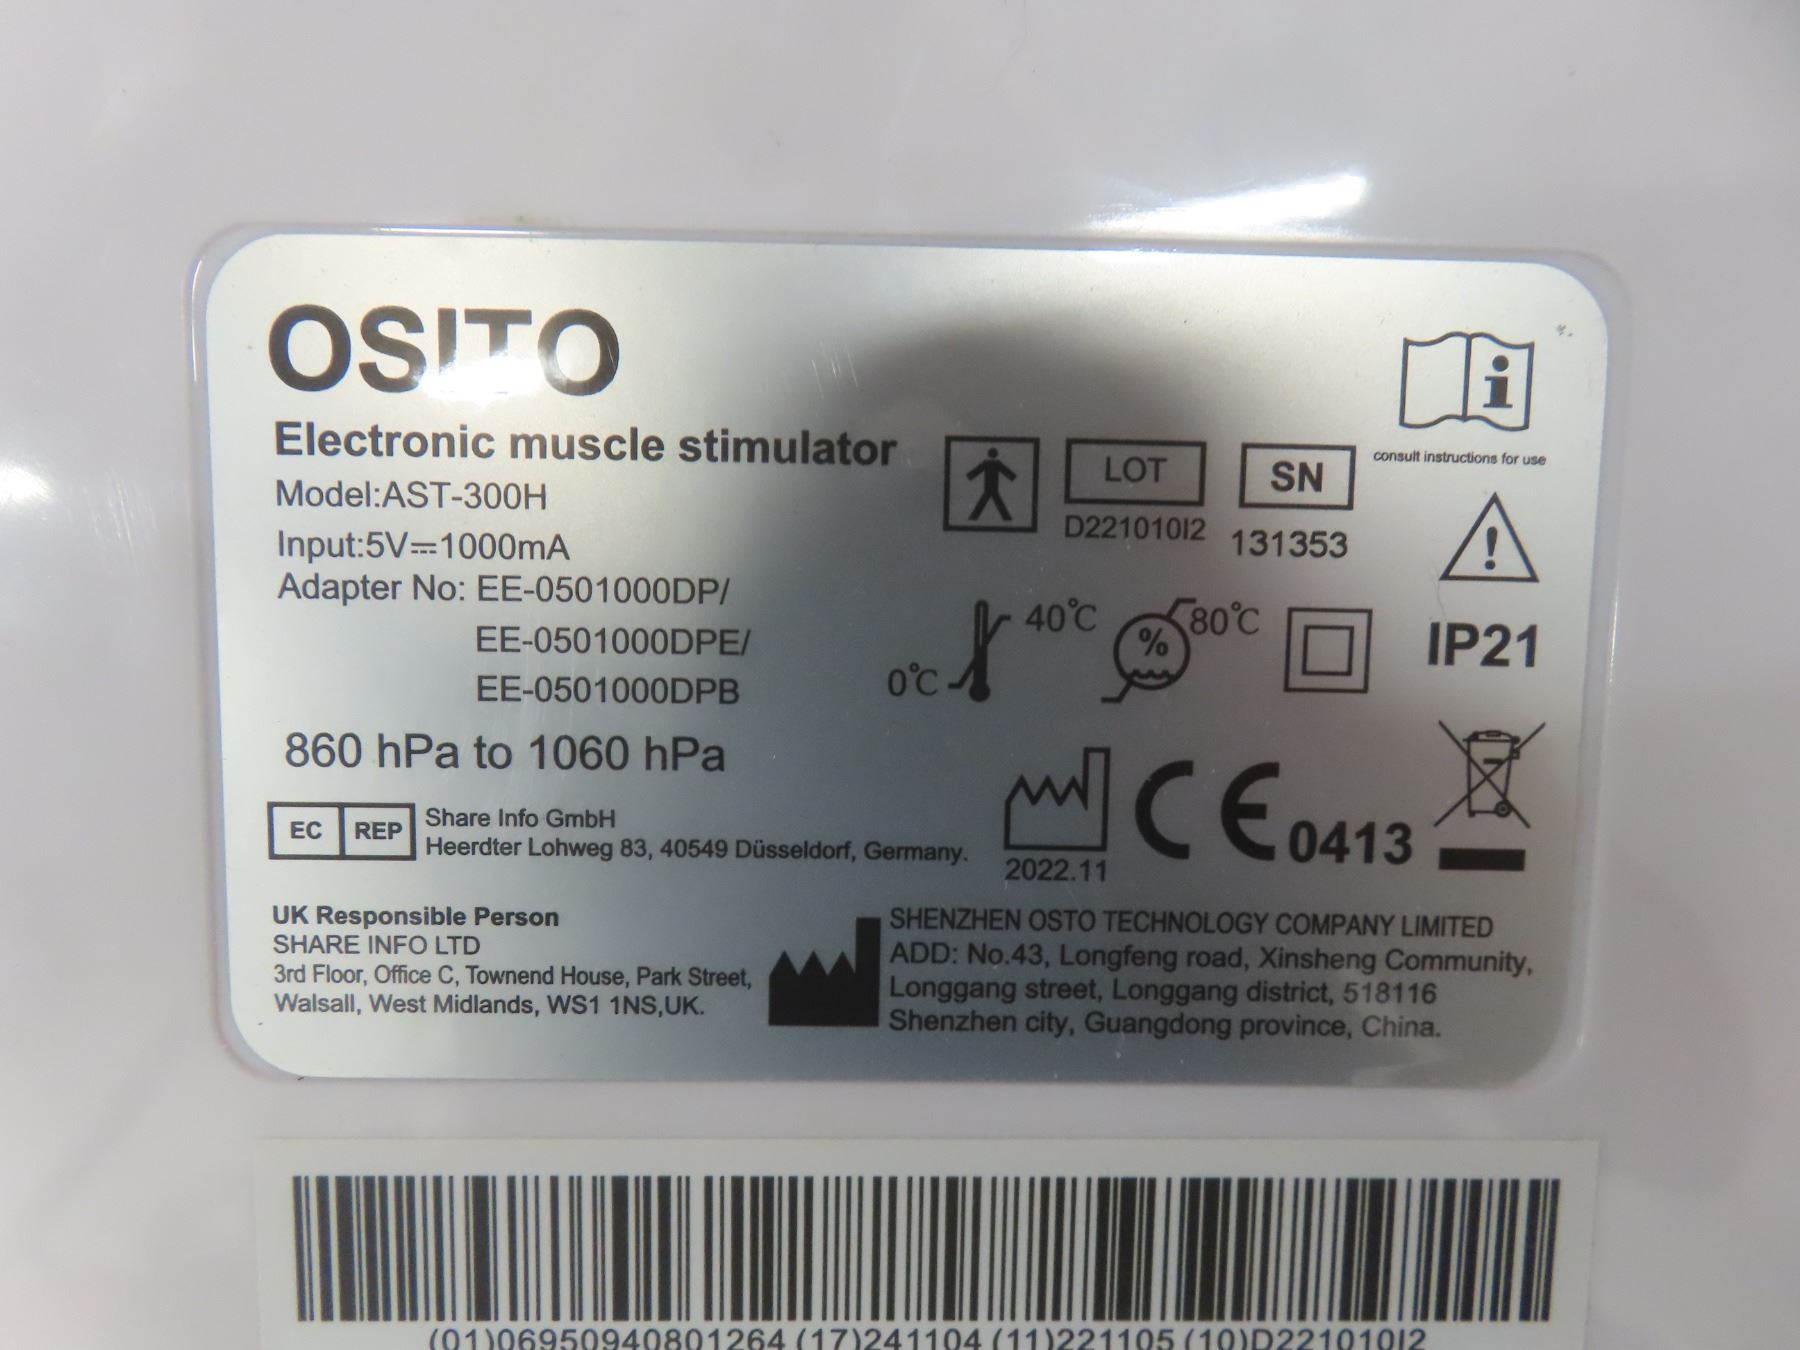 OSITO
Electronic muscle stimulator
Model:AST-300H
Input:5V⎓1000mA
Adapter No: EE-0501000DP/
EE-0501000DPE/
EE-0501000DPB
860 hPa to 1060 hPa
EC REP
Share Info GmbH
Heerdter Lohweg 83, 40549 Düsseldorf, Germany.
UK Responsible Person
SHARE INFO LTD
3rd Floor, Office C, Townend House, Park Street,
Walsall, West Midlands, WS1 1NS,UK.
LOT
D221010I2
SN
131353
i
consult instructions for use
!
0℃
40℃
%
80℃
IP21
2022.11
CE 0413
SHENZHEN OSTO TECHNOLOGY COMPANY LIMITED
ADD: No.43, Longfeng road, Xinsheng Community,
Longgang street, Longgang district, 518116
Shenzhen city, Guangdong province, China.
(01)06950940801264 (17)241104 (11)221105 (10)D221010I2